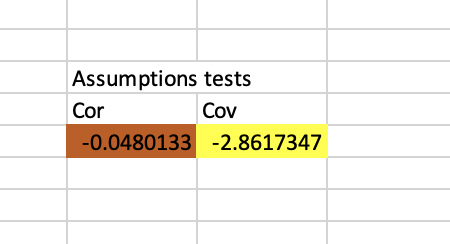 Assumptions tests
Cor Cov
-0.0480133 -2.8617347